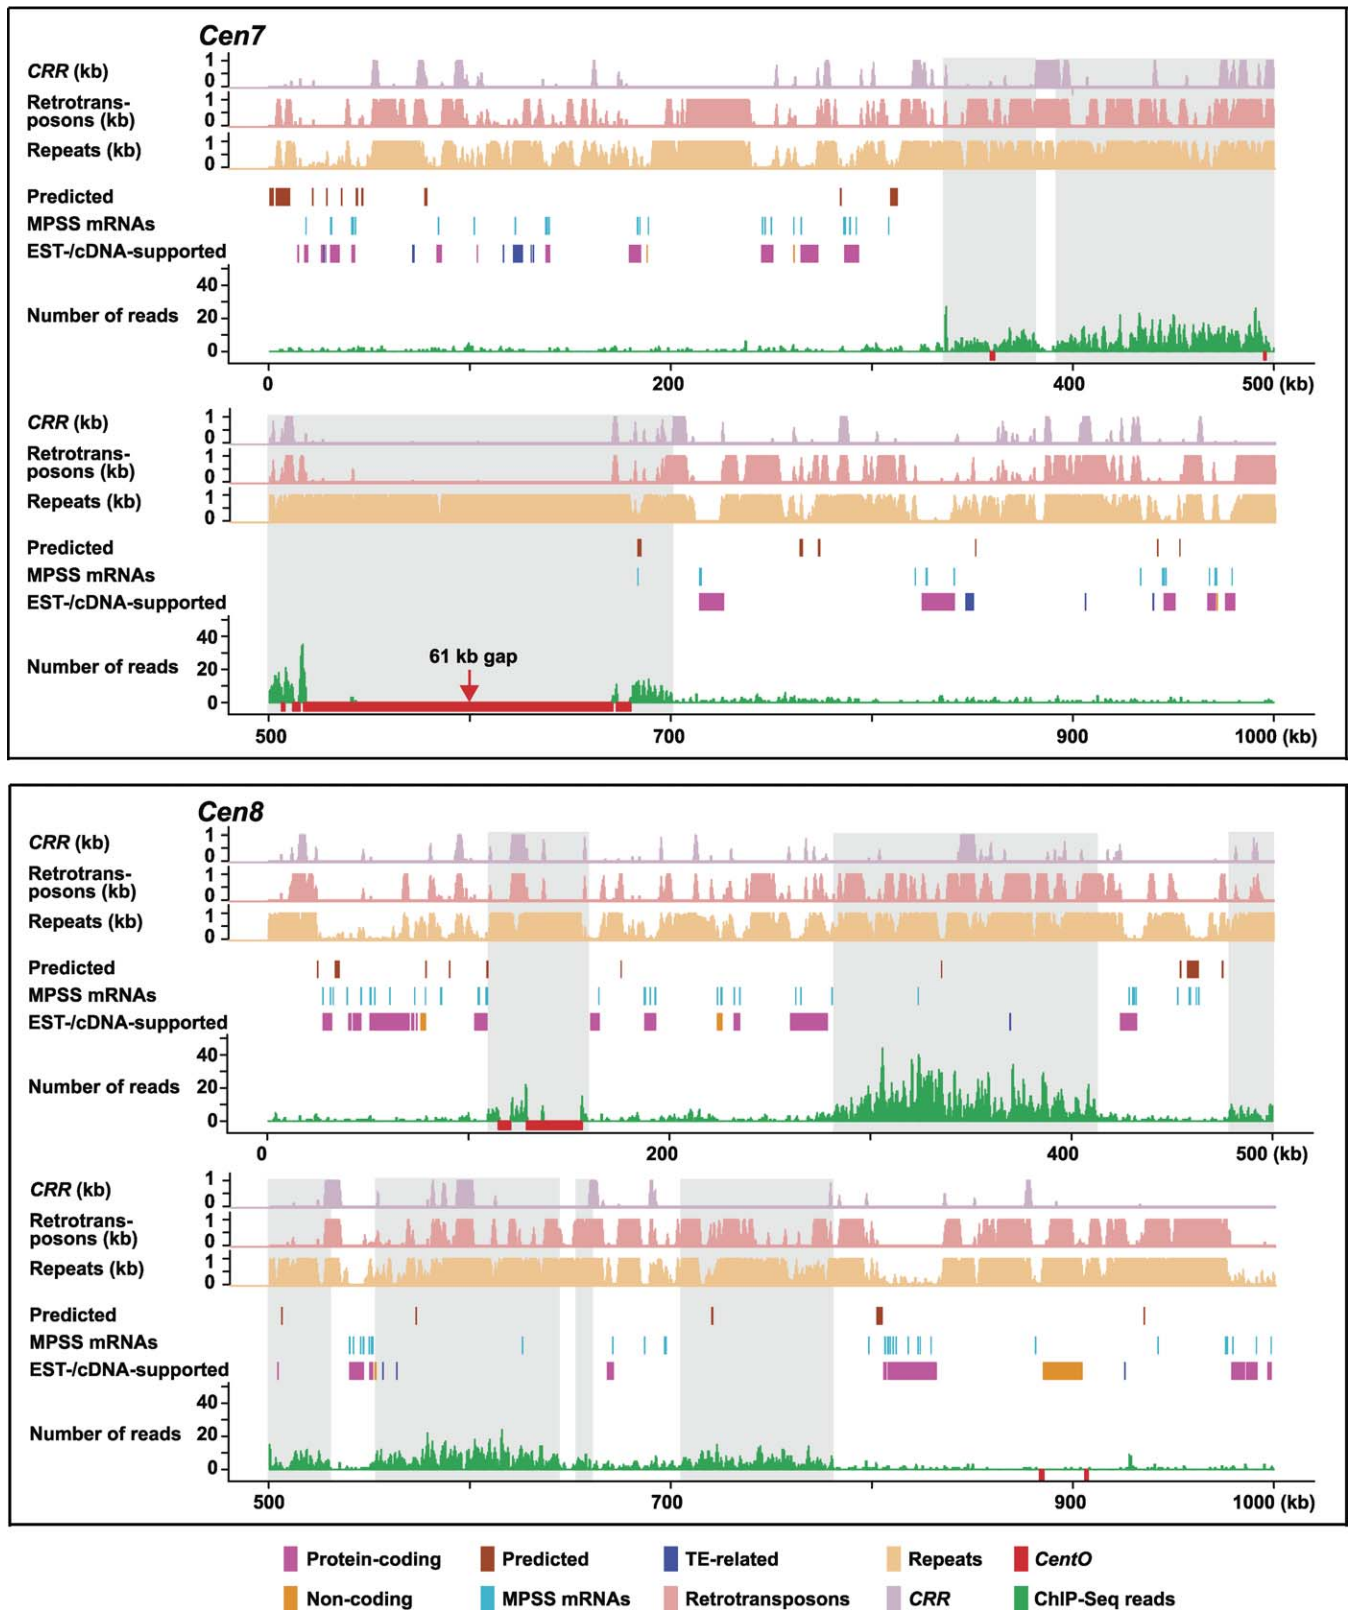 Cen7
CRR (kb)
1
0
Retrotrans-
posons (kb)
1
0
Repeats (kb)
1
0
Predicted
MPSS mRNAs
EST-/cDNA-supported
40
Number of reads
20
0
0
200
400
500 (kb)
CRR (kb)
1
0
Retrotrans-
posons (kb)
1
0
Repeats (kb)
1
0
Predicted
MPSS mRNAs
EST-/cDNA-supported
40
61 kb gap
Number of reads
20
0
500
700
900
1000 (kb)
Cen8
CRR (kb)
1
0
Retrotrans-
posons (kb)
1
0
Repeats (kb)
1
0
Predicted
MPSS mRNAs
EST-/cDNA-supported
40
Number of reads
20
0
0
200
400
500 (kb)
CRR (kb)
1
0
Retrotrans-
posons (kb)
1
0
Repeats (kb)
1
0
Predicted
MPSS mRNAs
EST-/cDNA-supported
40
Number of reads
20
0
500
700
900
1000 (kb)
Protein-coding
Predicted
TE-related
Repeats
CentO
Non-coding
MPSS mRNAs
Retrotransposons
CRR
ChIP-Seq reads